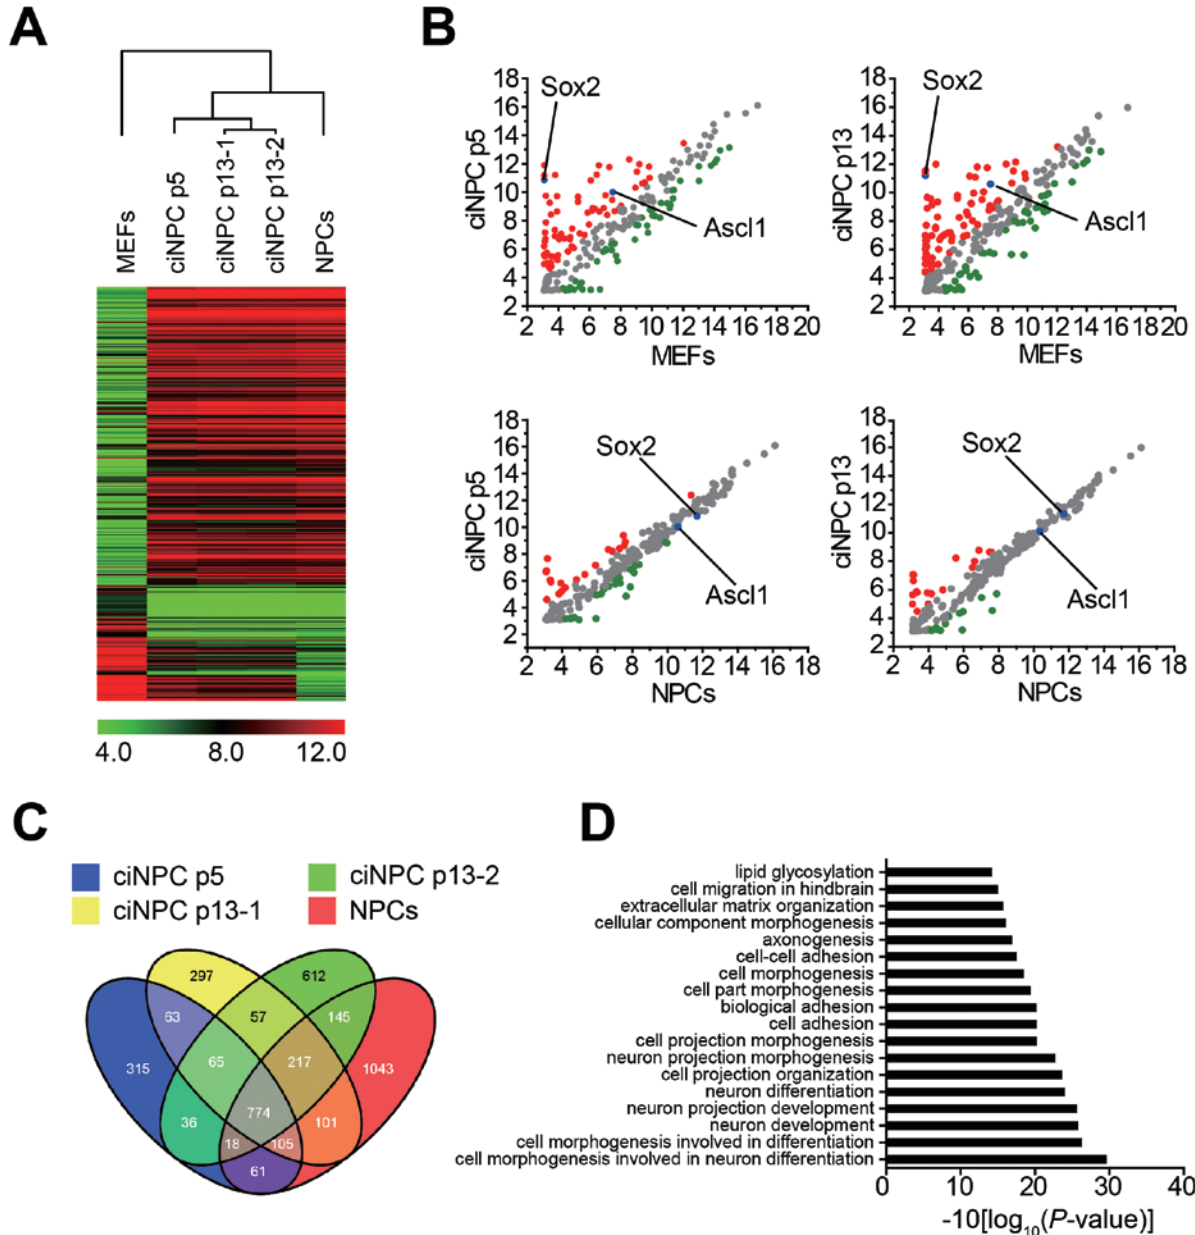 A
MEFs
ciNPC p5
ciNPC p13-1
ciNPC p13-2
NPCs
4.0 8.0 12.0
B
18
16
14
12
10
8
6
4
2
ciNPC p5
Sox2
Ascl1
2 4 6 8 10 12 14 16 18 20
MEFs
18
16
14
12
10
8
6
4
2
ciNPC p13
Sox2
Ascl1
2 4 6 8 10 12 14 16 18 20
MEFs
18
16
14
12
10
8
6
4
2
ciNPC p5
Sox2
Ascl1
2 4 6 8 10 12 14 16 18
NPCs
18
16
14
12
10
8
6
4
2
ciNPC p13
Sox2
Ascl1
2 4 6 8 10 12 14 16 18
NPCs
C
ciNPC p5
ciNPC p13-2
ciNPC p13-1
NPCs
297 612
63 57 145
315 65 217 1043
36 774 101
18 105
61
D
lipid glycosylation
cell migration in hindbrain
extracellular matrix organization
cellular component morphogenesis
axonogenesis
cell-cell adhesion
cell morphogenesis
cell part morphogenesis
biological adhesion
cell adhesion
cell projection morphogenesis
neuron projection morphogenesis
cell projection organization
neuron differentiation
neuron projection development
neuron development
cell morphogenesis involved in differentiation
cell morphogenesis involved in neuron differentiation
0 10 20 30 40
-10[log₁₀(P-value)]